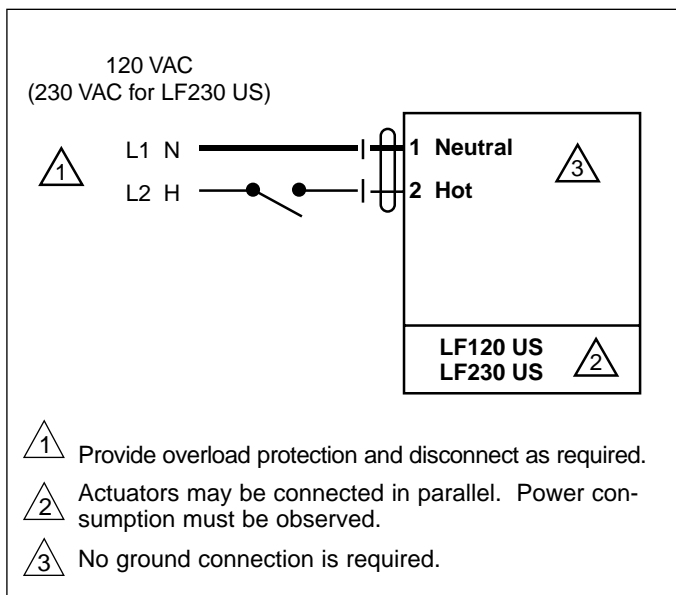 120 VAC
(230 VAC for LF230 US)
L1 N
1 Neutral
L2 H
2 Hot
1
3
LF120 US
LF230 US
2
1 Provide overload protection and disconnect as required.
2 Actuators may be connected in parallel. Power con-
sumption must be observed.
3 No ground connection is required.